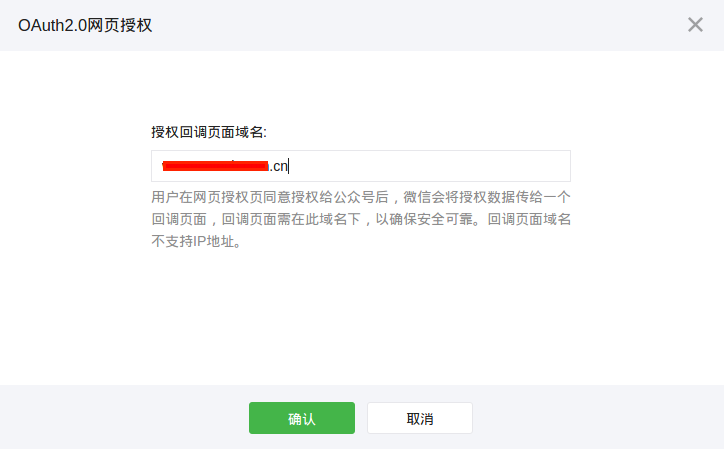 OAuth2.0网页授权
授权回调页面域名:
.cn
用户在网页授权页同意授权给公众号后，微信会将授权数据传给一个
回调页面，回调页面需在此域名下，以确保安全可靠。回调页面域名
不支持IP地址。
确认 取消